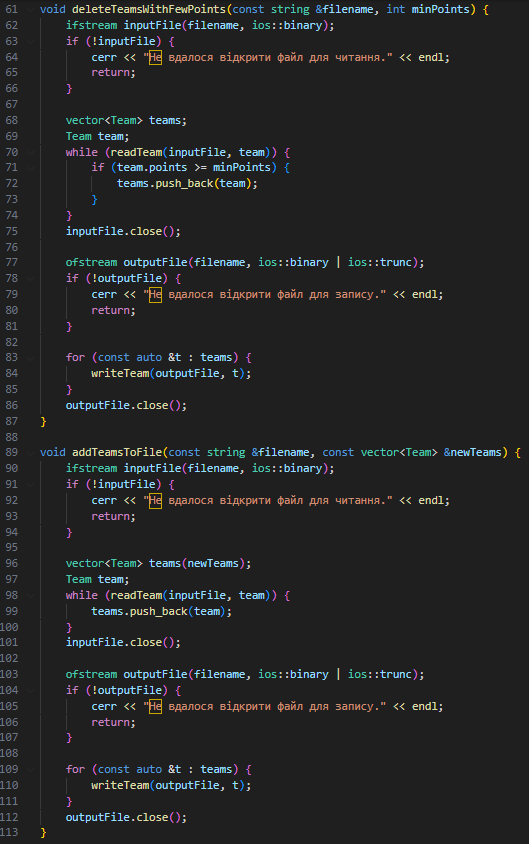 61 void deleteTeamsWithFewPoints(const string &filename, int minPoints) {
62     ifstream inputFile(filename, ios::binary);
63     if (!inputFile) {
64         cerr << "Не вдалося відкрити файл для читання." << endl;
65         return;
66     }
67
68     vector<Team> teams;
69     Team team;
70     while (readTeam(inputFile, team)) {
71         if (team.points >= minPoints) {
72             teams.push_back(team);
73         }
74     }
75     inputFile.close();
76
77     ofstream outputFile(filename, ios::binary | ios::trunc);
78     if (!outputFile) {
79         cerr << "Не вдалося відкрити файл для запису." << endl;
80         return;
81     }
82
83     for (const auto &t : teams) {
84         writeTeam(outputFile, t);
85     }
86     outputFile.close();
87 }
88
89 void addTeamsToFile(const string &filename, const vector<Team> &newTeams) {
90     ifstream inputFile(filename, ios::binary);
91     if (!inputFile) {
92         cerr << "Не вдалося відкрити файл для читання." << endl;
93         return;
94     }
95
96     vector<Team> teams(newTeams);
97     Team team;
98     while (readTeam(inputFile, team)) {
99         teams.push_back(team);
100     }
101     inputFile.close();
102
103     ofstream outputFile(filename, ios::binary | ios::trunc);
104     if (!outputFile) {
105         cerr << "Не вдалося відкрити файл для запису." << endl;
106         return;
107     }
108
109     for (const auto &t : teams) {
110         writeTeam(outputFile, t);
111     }
112     outputFile.close();
113 }